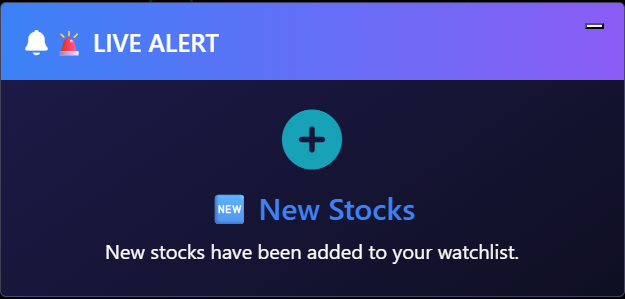 LIVE ALERT
NEW New Stocks
New stocks have been added to your watchlist.